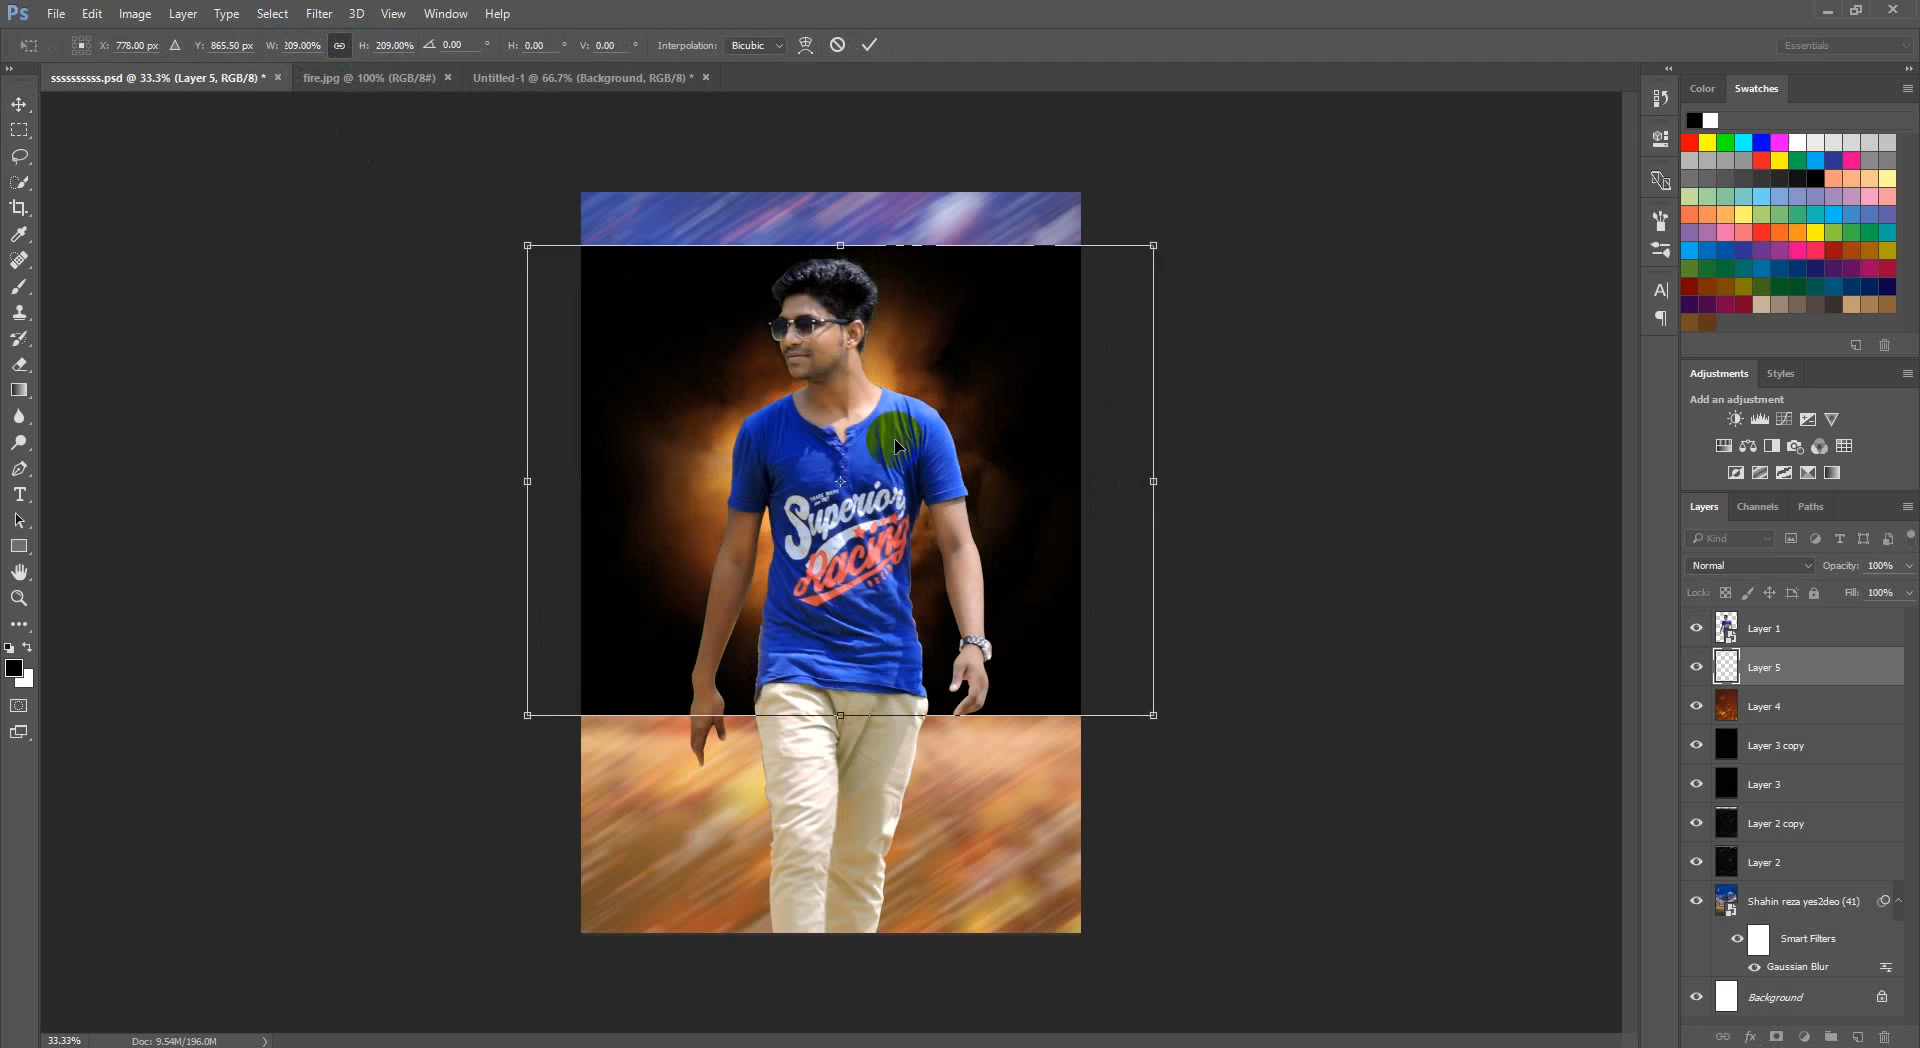 Ps File Edit Image Layer Type Select Filter 3D View Window Help
X: 778.00 px Y: 865.50 px W: 209.00% H: 209.00% 0.00 ° H: 0.00 ° V: 0.00 ° Interpolation: Bicubic Essentials
ssssssssss.psd @ 33.3% (Layer 5, RGB/8) * × fire.jpg @ 100% (RGB/8#) × Untitled-1 @ 66.7% (Background, RGB/8) * ×
Color Swatches
Adjustments Styles
Add an adjustment
Layers Channels Paths
Kind
Normal Opacity: 100%
Lock: Fill: 100%
Layer 1
Layer 5
Layer 4
Layer 3 copy
Layer 3
Layer 2 copy
Layer 2
Shahin reza yes2deo (41)
Smart Filters
Gaussian Blur
Background
TRADE MARK
Superior
Racing
33.33% Doc: 9.54M/196.0M